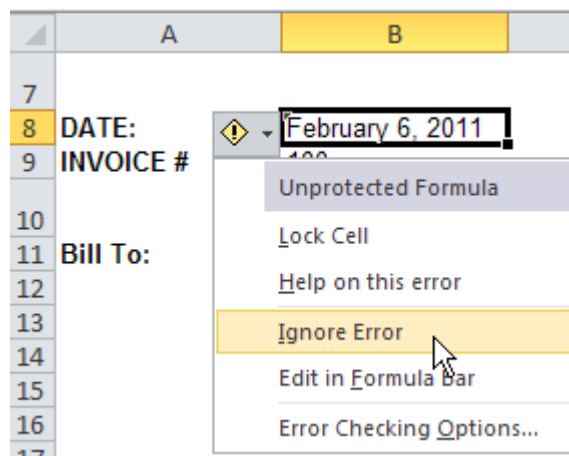 A B
7
8 DATE: February 6, 2011
9 INVOICE #
Unprotected Formula
10
Lock Cell
11 Bill To:
12 Help on this error
13 Ignore Error
14
15 Edit in Formula Bar
16 Error Checking Options...
17